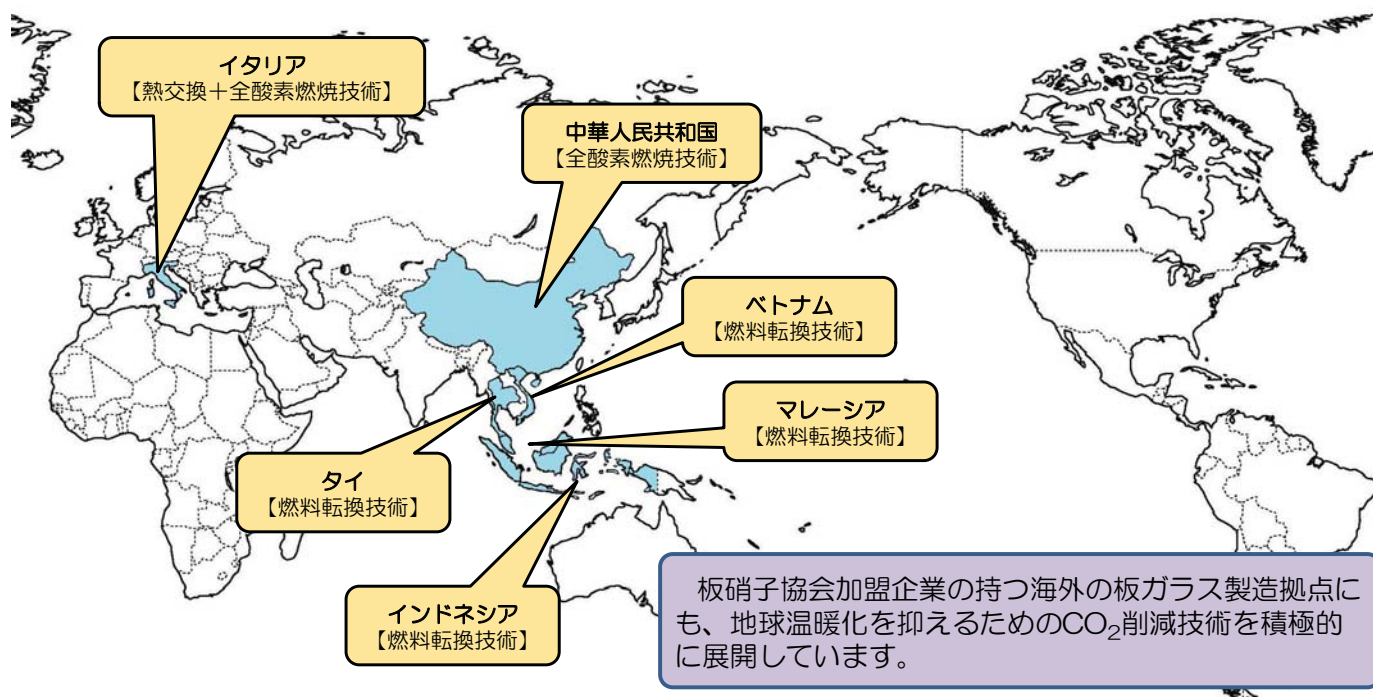 イタリア
【熱交換＋全酸素燃焼技術】
中華人民共和国
【全酸素燃焼技術】
ベトナム
【燃料転換技術】
マレーシア
【燃料転換技術】
タイ
【燃料転換技術】
インドネシア
【燃料転換技術】
板硝子協会加盟企業の持つ海外の板ガラス製造拠点に
も、地球温暖化を抑えるためのCO₂削減技術を積極的
に展開しています。